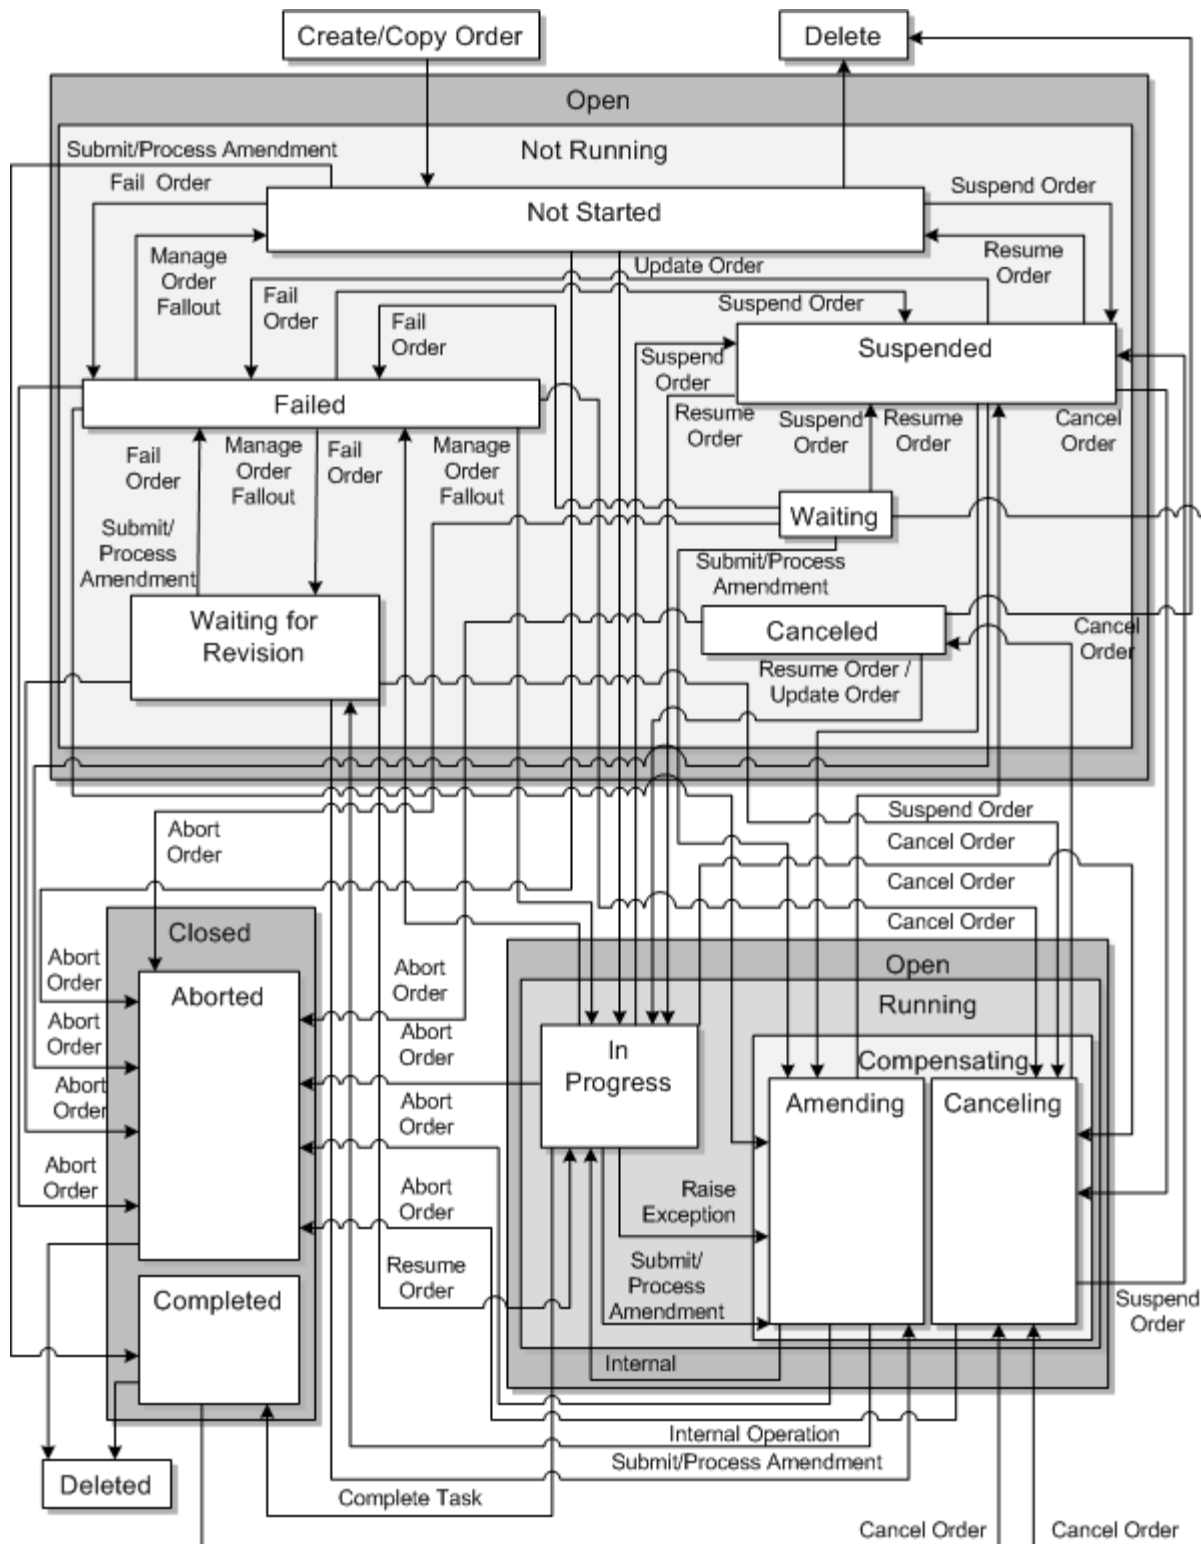 Create/Copy Order
Delete
Open
Not Running
Submit/Process Amendment
Fail Order
Not Started
Suspend Order
Manage
Order
Fallout
Resume
Order
Update Order
Fail
Order
Suspend Order
Fail
Order
Suspended
Suspend
Order
Failed
Resume
Order
Suspend
Order
Resume
Order
Cancel
Order
Fail
Order
Manage
Order
Fallout
Fail
Order
Manage
Order
Fallout
Waiting
Submit/
Process
Amendment
Submit/Process
Amendment
Waiting for
Revision
Canceled
Cancel
Order
Resume Order /
Update Order
Suspend Order
Abort
Order
Cancel Order
Cancel Order
Cancel Order
Closed
Abort
Order
Aborted
Abort
Order
Open
Running
Abort
Order
Abort
Order
In
Progress
Compensating
Abort
Order
Abort
Order
Amending
Canceling
Abort
Order
Abort
Order
Raise
Exception
Resume
Order
Submit/
Process
Amendment
Completed
Suspend
Order
Internal
Internal Operation
Submit/Process Amendment
Deleted
Complete Task
Cancel Order
Cancel Order